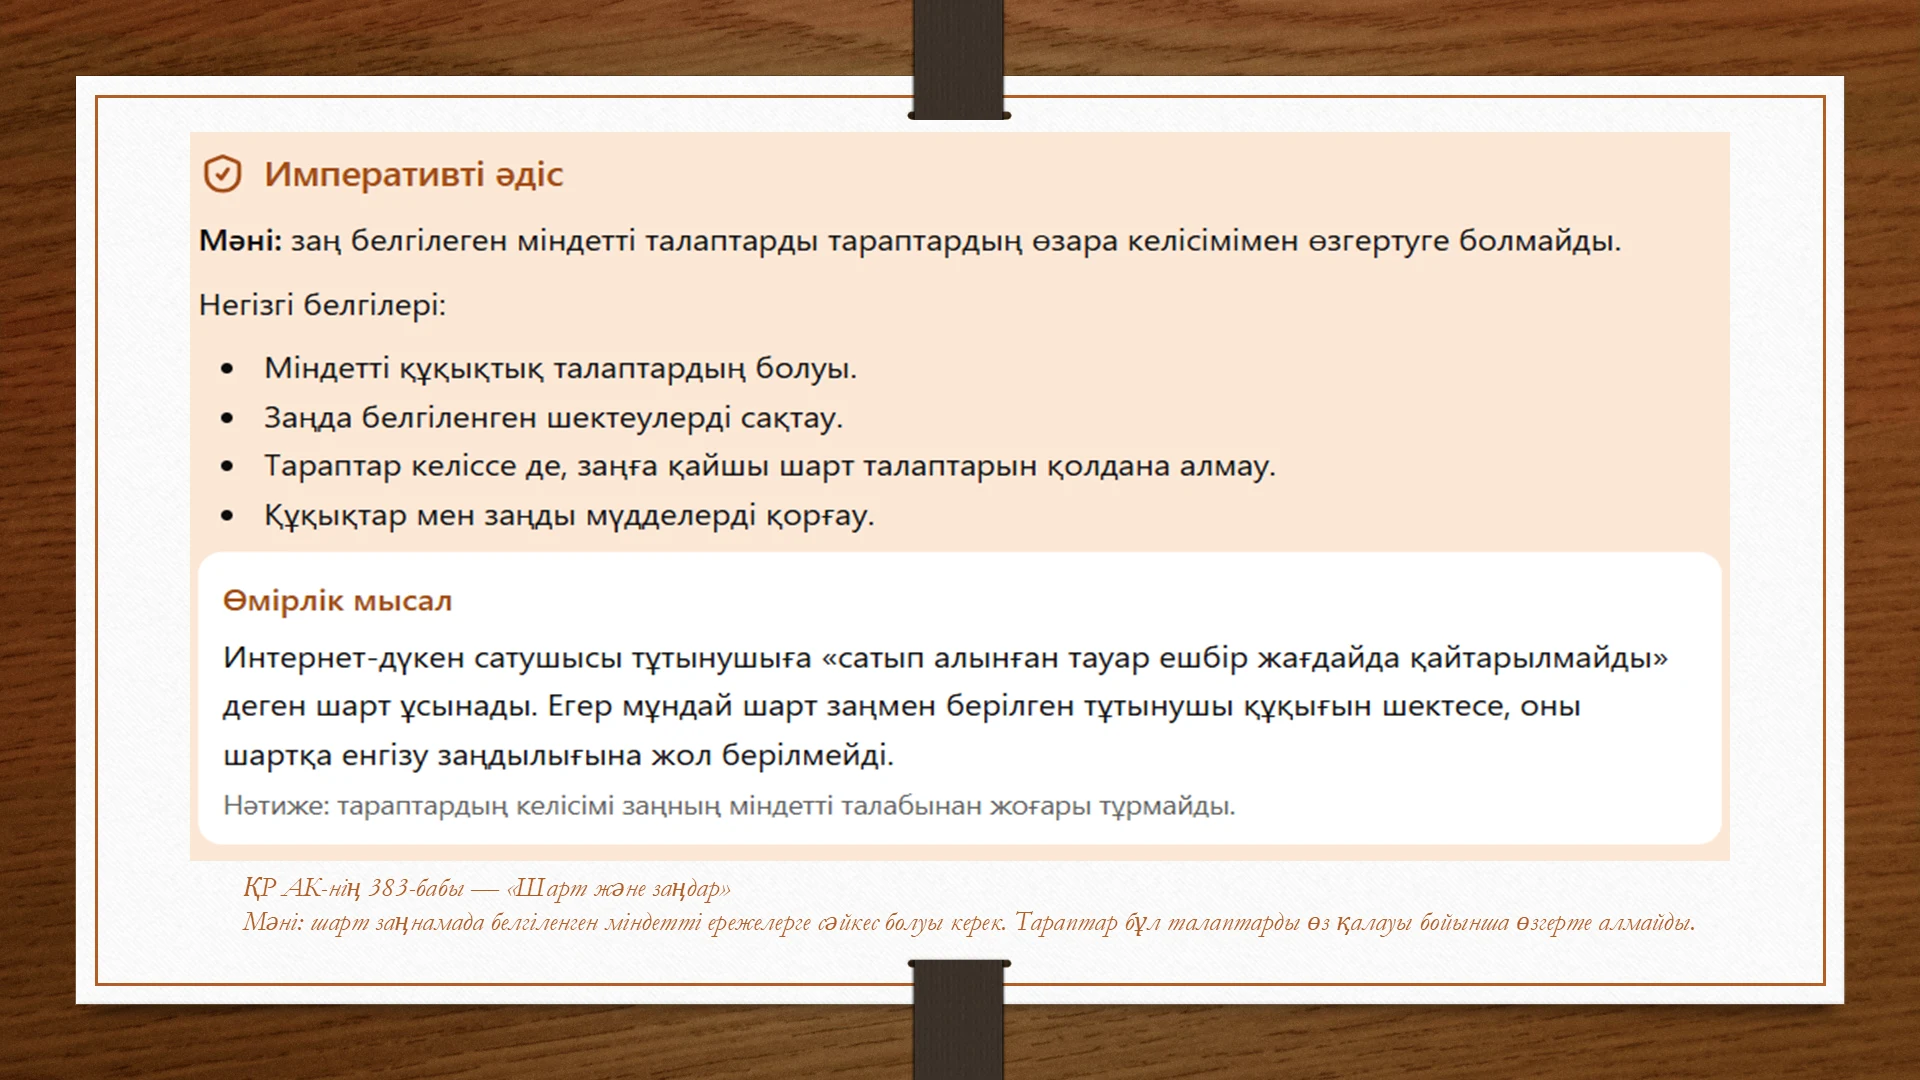 Императивті әдіс
Мәні: заң белгілеген міндетті талаптарды тараптардың өзара келісімімен өзгертуге болмайды.
Негізгі белгілері:
• Міндетті құқықтық талаптардың болуы.
• Заңда белгіленген шектеулерді сақтау.
• Тараптар келіссе де, заңға қайшы шарт талаптарын қолдана алмау.
• Құқықтар мен заңды мүдделерді қорғау.
Өмірлік мысал
Интернет-дүкен сатушысы тұтынушыға «сатып алынған тауар ешбір жағдайда қайтарылмайды»
деген шарт ұсынады. Егер мұндай шарт заңмен берілген тұтынушы құқығын шектесе, оны
шартқа енгізу заңдылығына жол берілмейді.
Нәтиже: тараптардың келісімі заңның міндетті талабынан жоғары тұрмайды.
ҚР АК-нің 383-бабы — «Шарт және заңдар»
Мәні: шарт заңнамада белгіленген міндетті ережелерге сәйкес болуы керек. Тараптар бұл талаптарды өз қалауы бойынша өзгерте алмайды.